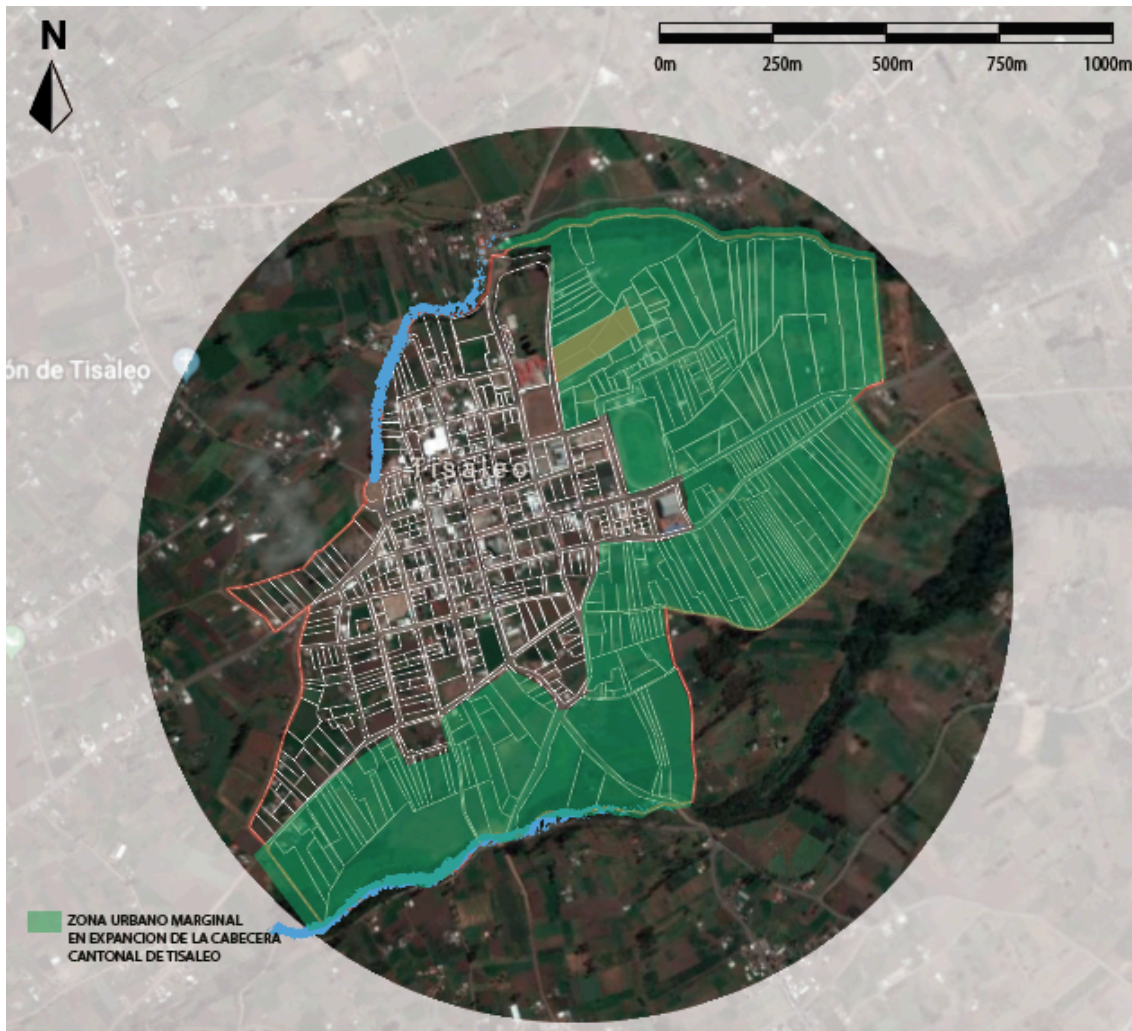 N
0m 250m 500m 750m 1000m
ón de Tisaleo
Tisaleo
ZONA URBANO MARGINAL
EN EXPANCION DE LA CABECERA
CANTONAL DE TISALEO